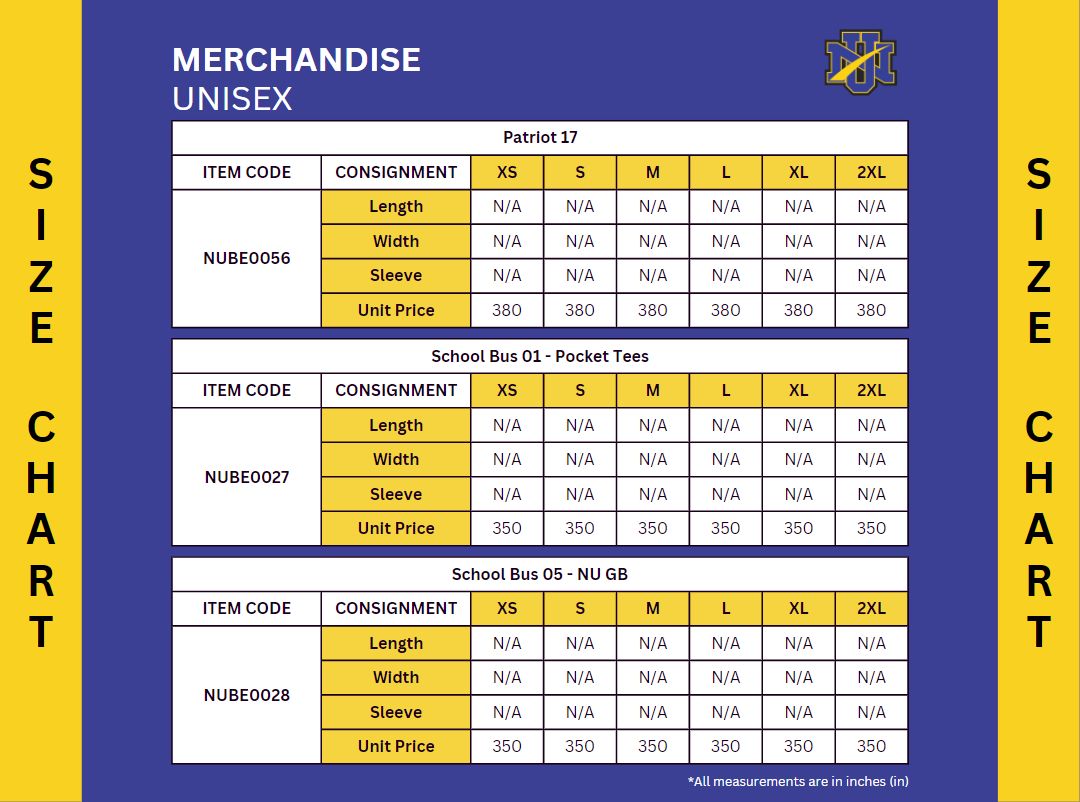 MERCHANDISE
UNISEX
NU
SIZE CHART
SIZE CHART
Patriot 17
ITEM CODE CONSIGNMENT XS S M L XL 2XL
NUBE0056
Length N/A N/A N/A N/A N/A N/A
Width N/A N/A N/A N/A N/A N/A
Sleeve N/A N/A N/A N/A N/A N/A
Unit Price 380 380 380 380 380 380
School Bus 01 - Pocket Tees
ITEM CODE CONSIGNMENT XS S M L XL 2XL
NUBE0027
Length N/A N/A N/A N/A N/A N/A
Width N/A N/A N/A N/A N/A N/A
Sleeve N/A N/A N/A N/A N/A N/A
Unit Price 350 350 350 350 350 350
School Bus 05 - NU GB
ITEM CODE CONSIGNMENT XS S M L XL 2XL
NUBE0028
Length N/A N/A N/A N/A N/A N/A
Width N/A N/A N/A N/A N/A N/A
Sleeve N/A N/A N/A N/A N/A N/A
Unit Price 350 350 350 350 350 350
*All measurements are in inches (in)